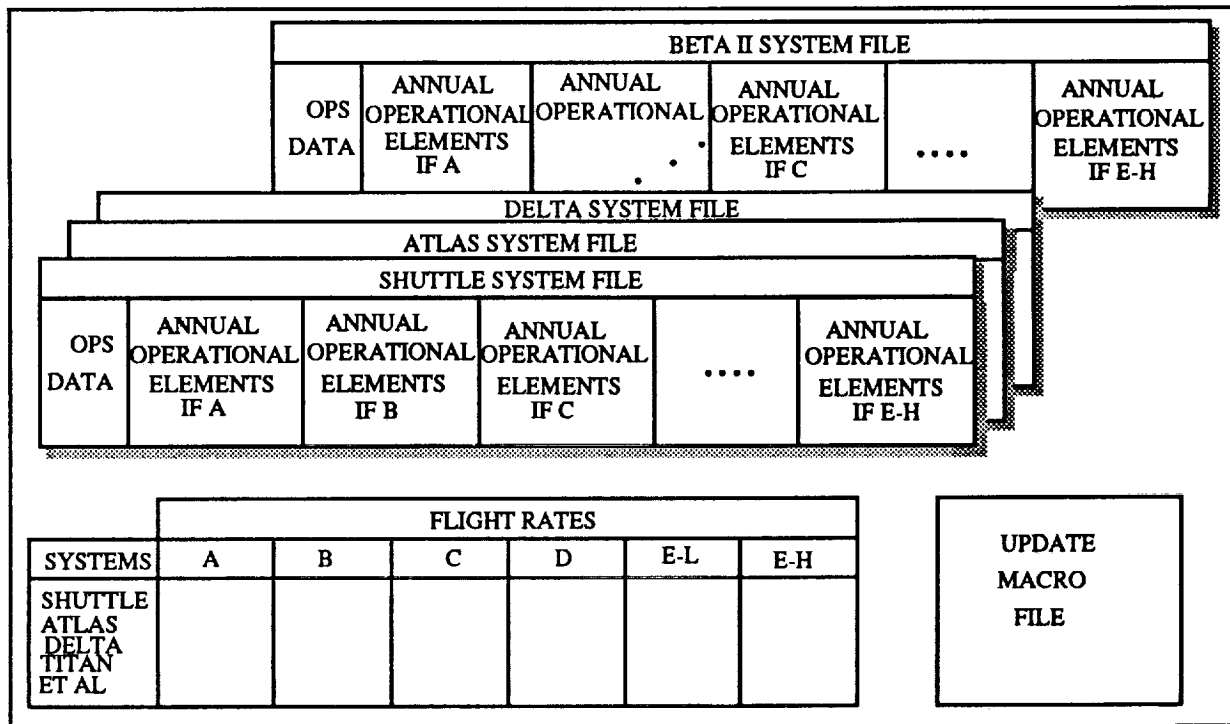 BETA II SYSTEM FILE
OPS
DATA
ANNUAL
OPERATIONAL
ELEMENTS
IF A
ANNUAL
OPERATIONAL
ANNUAL
OPERATIONAL
ELEMENTS
IF C
....
ANNUAL
OPERATIONAL
ELEMENTS
IF E-H
DELTA SYSTEM FILE
ATLAS SYSTEM FILE
SHUTTLE SYSTEM FILE
OPS
DATA
ANNUAL
OPERATIONAL
ELEMENTS
IF A
ANNUAL
OPERATIONAL
ELEMENTS
IF B
ANNUAL
OPERATIONAL
ELEMENTS
IF C
....
ANNUAL
OPERATIONAL
ELEMENTS
IF E-H
FLIGHT RATES
SYSTEMS A B C D E-L E-H
SHUTTLE
ATLAS
DELTA
TITAN
ET AL
UPDATE
MACRO
FILE